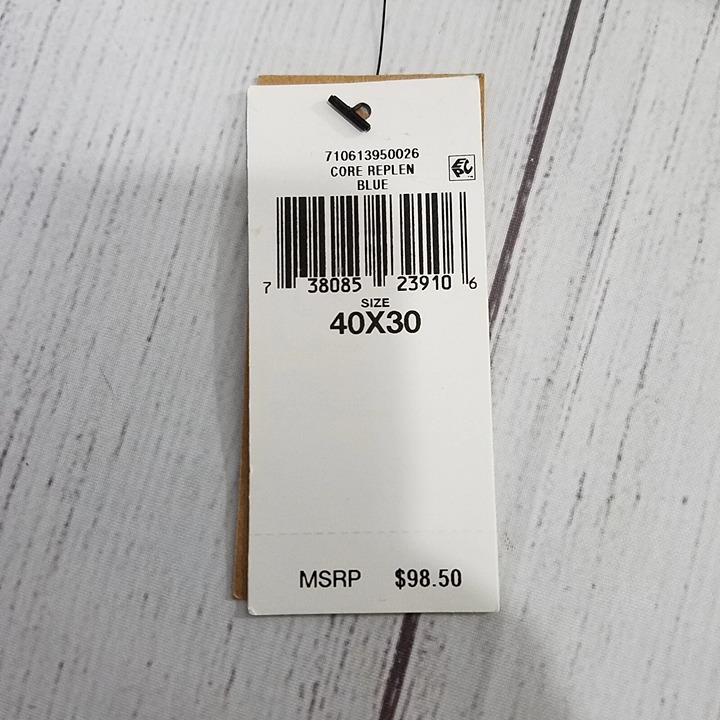 710613950026
CORE REPLEN
BLUE
7 38085 23910 6
SIZE
40X30
MSRP $98.50